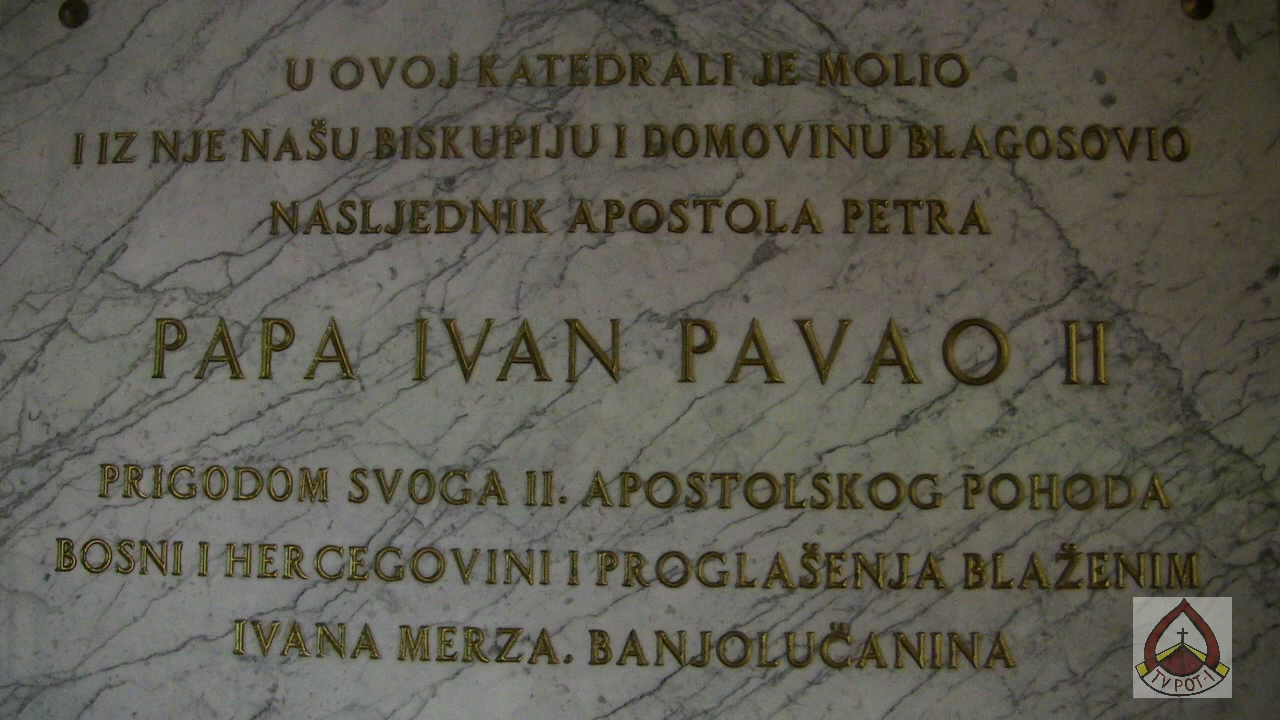 U OVOJ KATEDRALI JE MOLIO
I IZ NJE NAŠU BISKUPIJU I DOMOVINU BLAGOSOVIO
NASLJEDNIK APOSTOLA PETRA
PAPA IVAN PAVAO II
PRIGODOM SVOGA II. APOSTOLSKOG POHODA
BOSNI I HERCEGOVINI I PROGLAŠENJA BLAŽENIM
IVANA MERZA. BANJOLUČANINA
TV POT-1